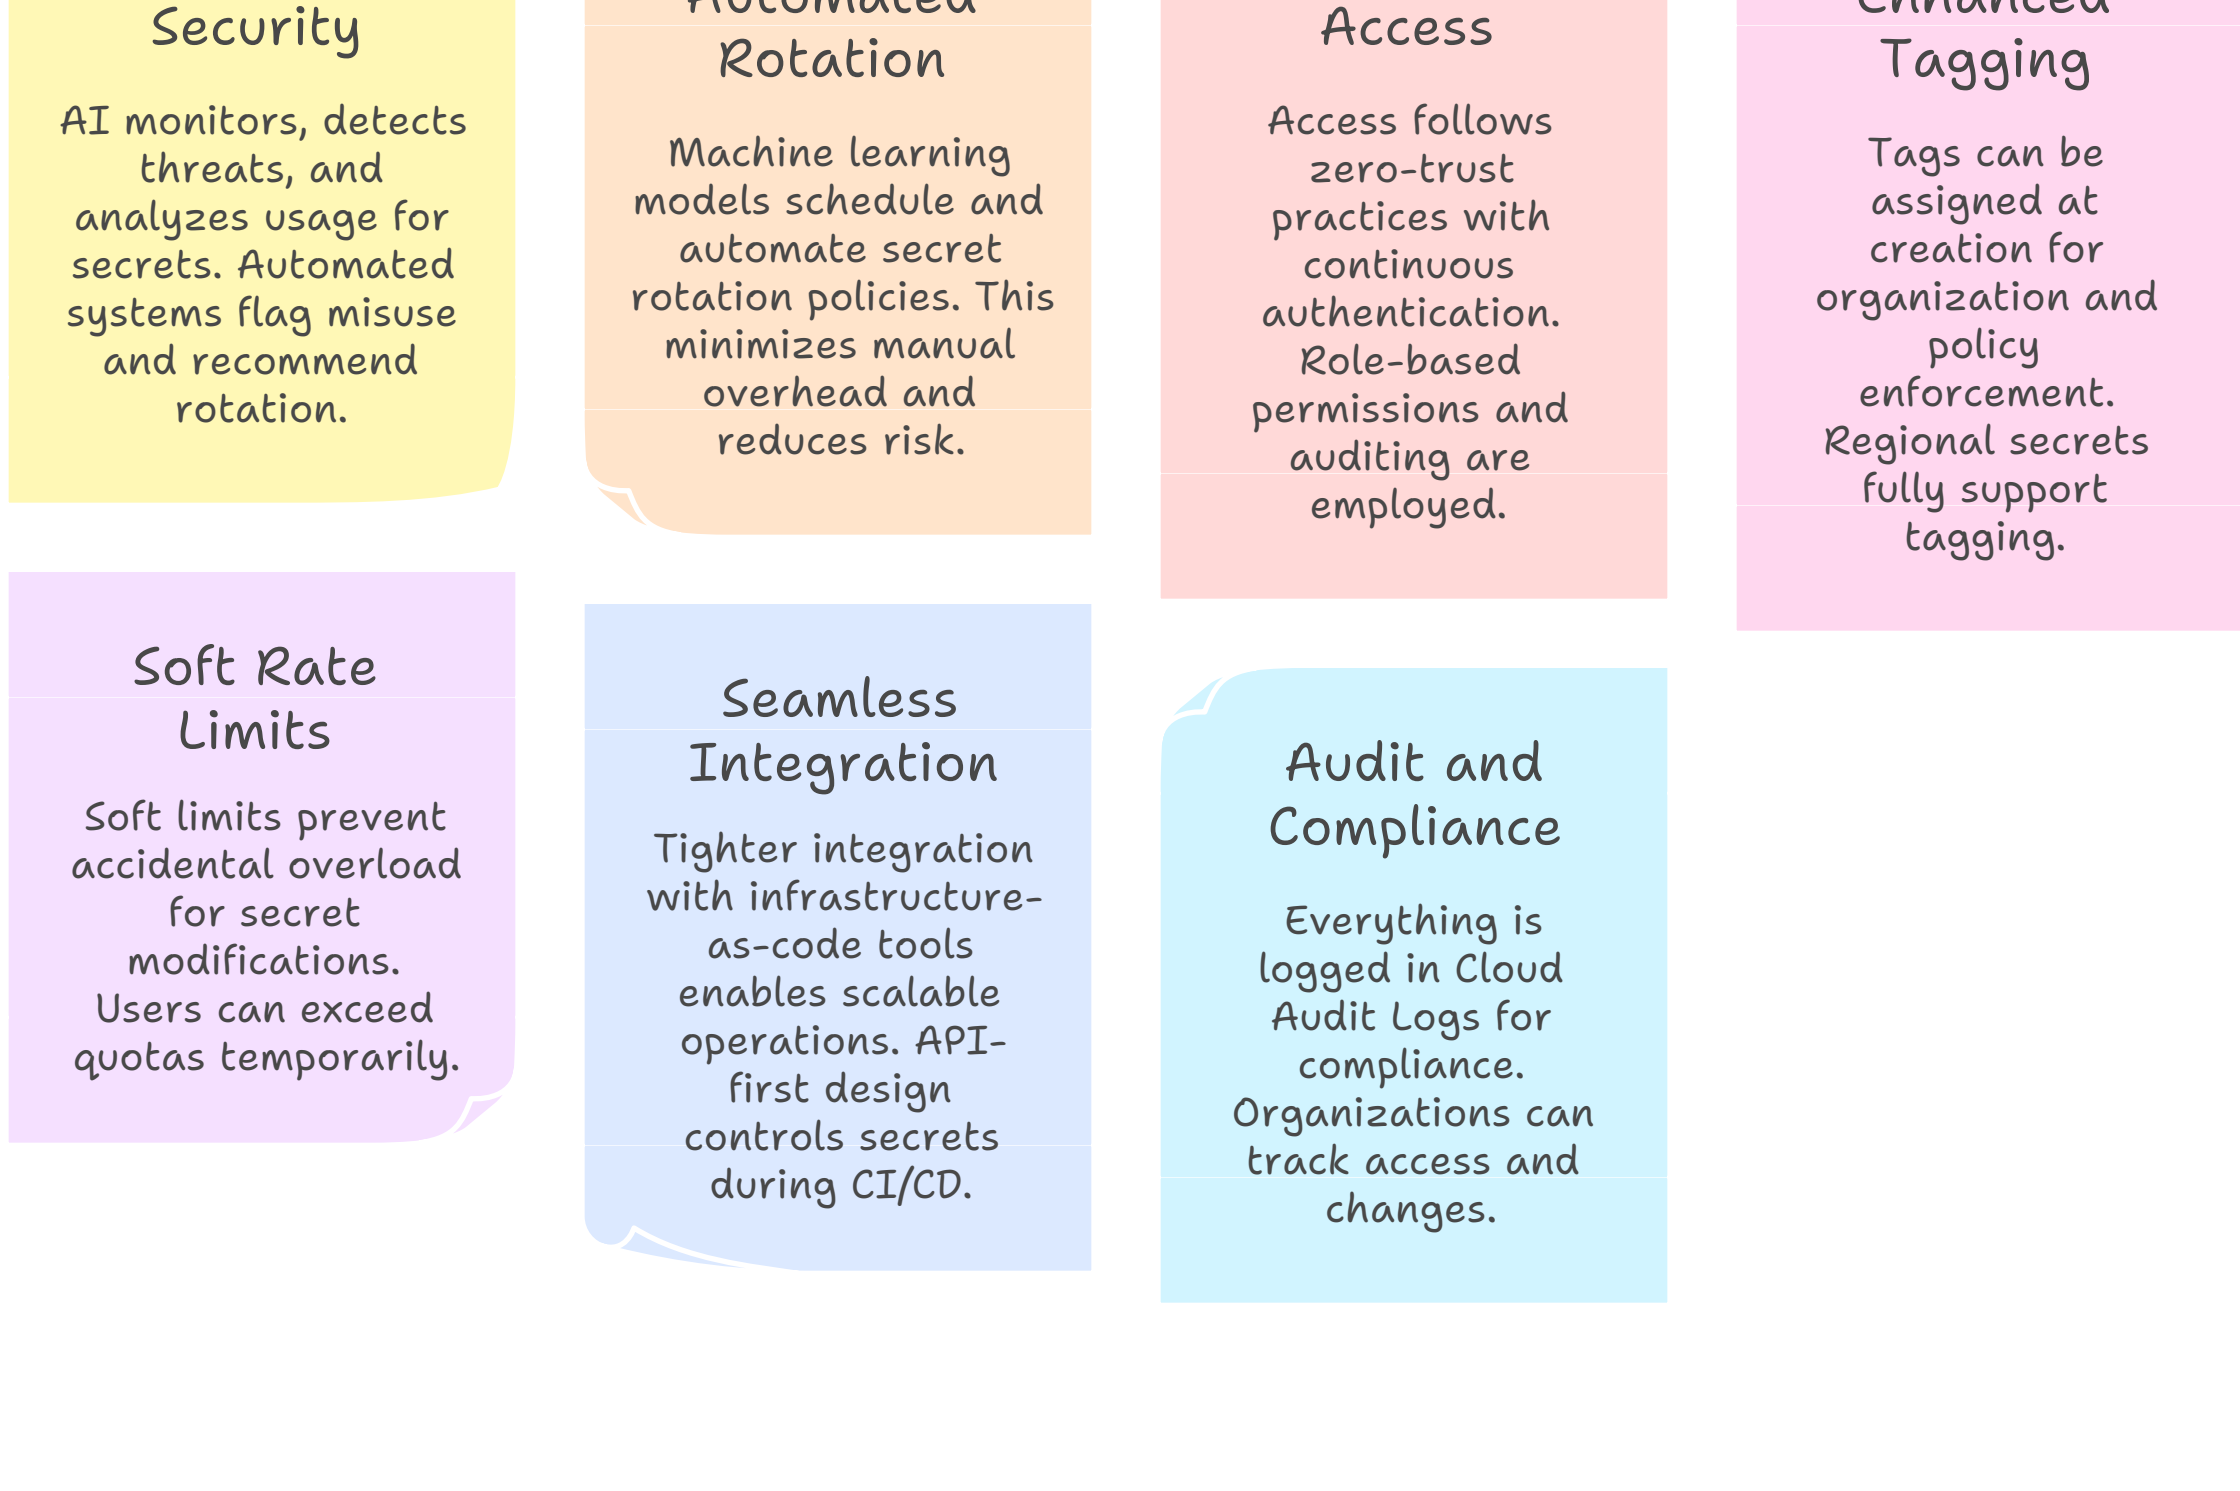 Security
AI monitors, detects
threats, and
analyzes usage for
secrets. Automated
systems flag misuse
and recommend
rotation.
Automated
Rotation
Machine learning
models schedule and
automate secret
rotation policies. This
minimizes manual
overhead and
reduces risk.
Access
Access follows
zero-trust
practices with
continuous
authentication.
Role-based
permissions and
auditing are
employed.
Enhanced
Tagging
Tags can be
assigned at
creation for
organization and
policy
enforcement.
Regional secrets
fully support
tagging.
Soft Rate
Limits
Soft limits prevent
accidental overload
for secret
modifications.
Users can exceed
quotas temporarily.
Seamless
Integration
Tighter integration
with infrastructure-
as-code tools
enables scalable
operations. API-
first design
controls secrets
during CI/CD.
Audit and
Compliance
Everything is
logged in Cloud
Audit Logs for
compliance.
Organizations can
track access and
changes.